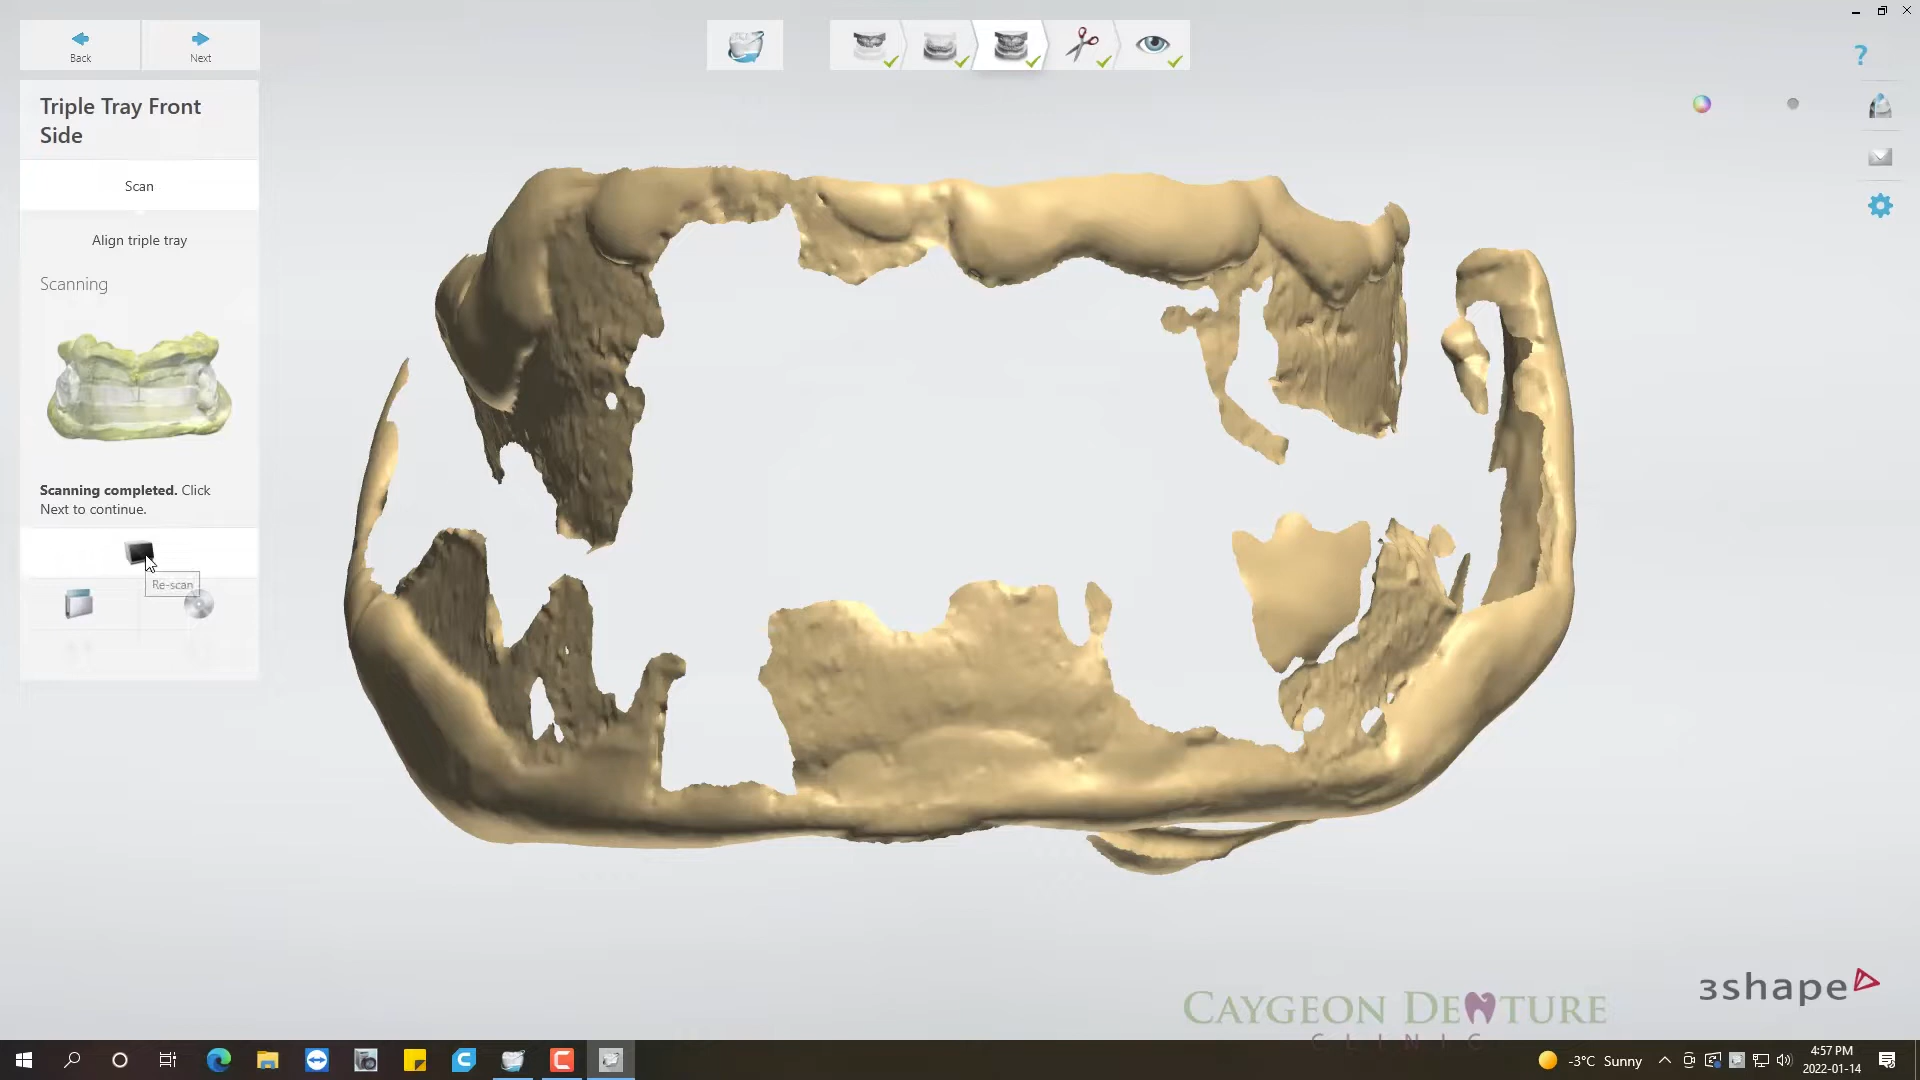 Back
Next
Triple Tray Front
Side
Scan
Align triple tray
Scanning
Scanning completed. Click
Next to continue.
Re-scan
?
3shape
CAYGEON DENTURE
CLINIC
-3°C Sunny
4:57 PM
2022-01-14